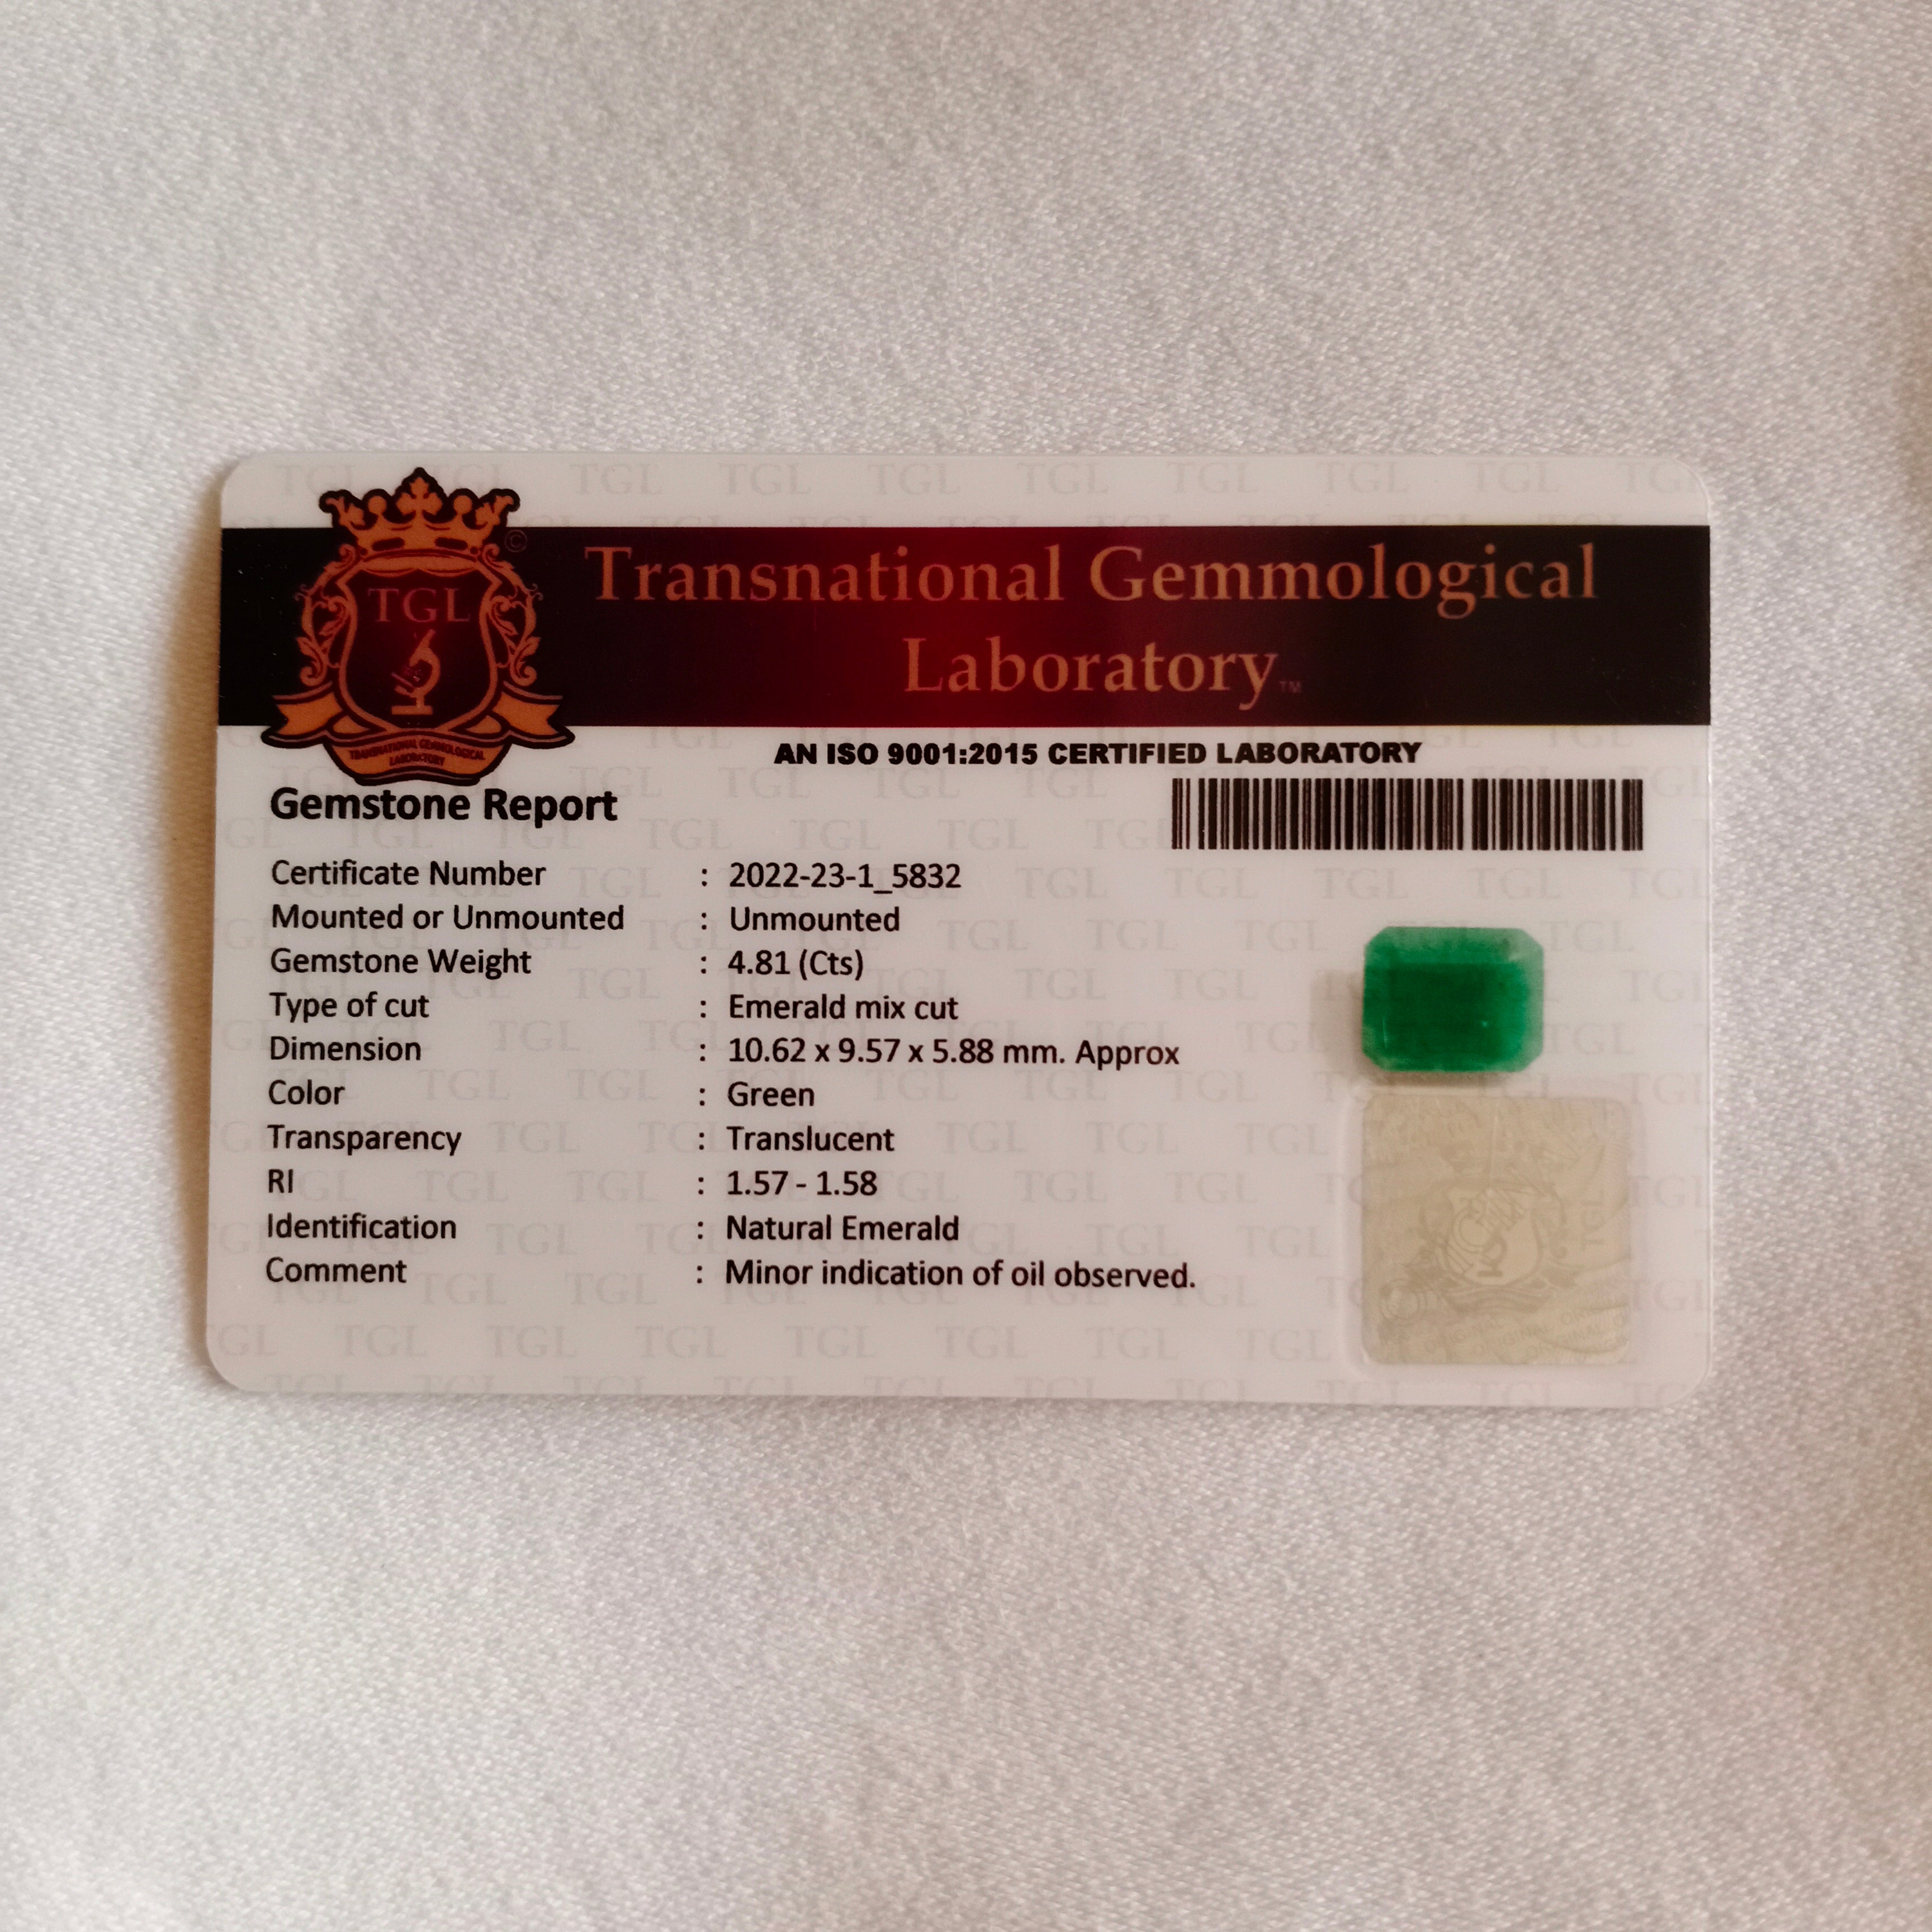 TGL
Transnational Gemmological
Laboratory™
©
TRANSNATIONAL GEMMOLOGICAL
LABORATORY
AN ISO 9001:2015 CERTIFIED LABORATORY
Gemstone Report
Certificate Number : 2022-23-1_5832
Mounted or Unmounted : Unmounted
Gemstone Weight : 4.81 (Cts)
Type of cut : Emerald mix cut
Dimension : 10.62 x 9.57 x 5.88 mm. Approx
Color : Green
Transparency : Translucent
RI : 1.57 - 1.58
Identification : Natural Emerald
Comment : Minor indication of oil observed.